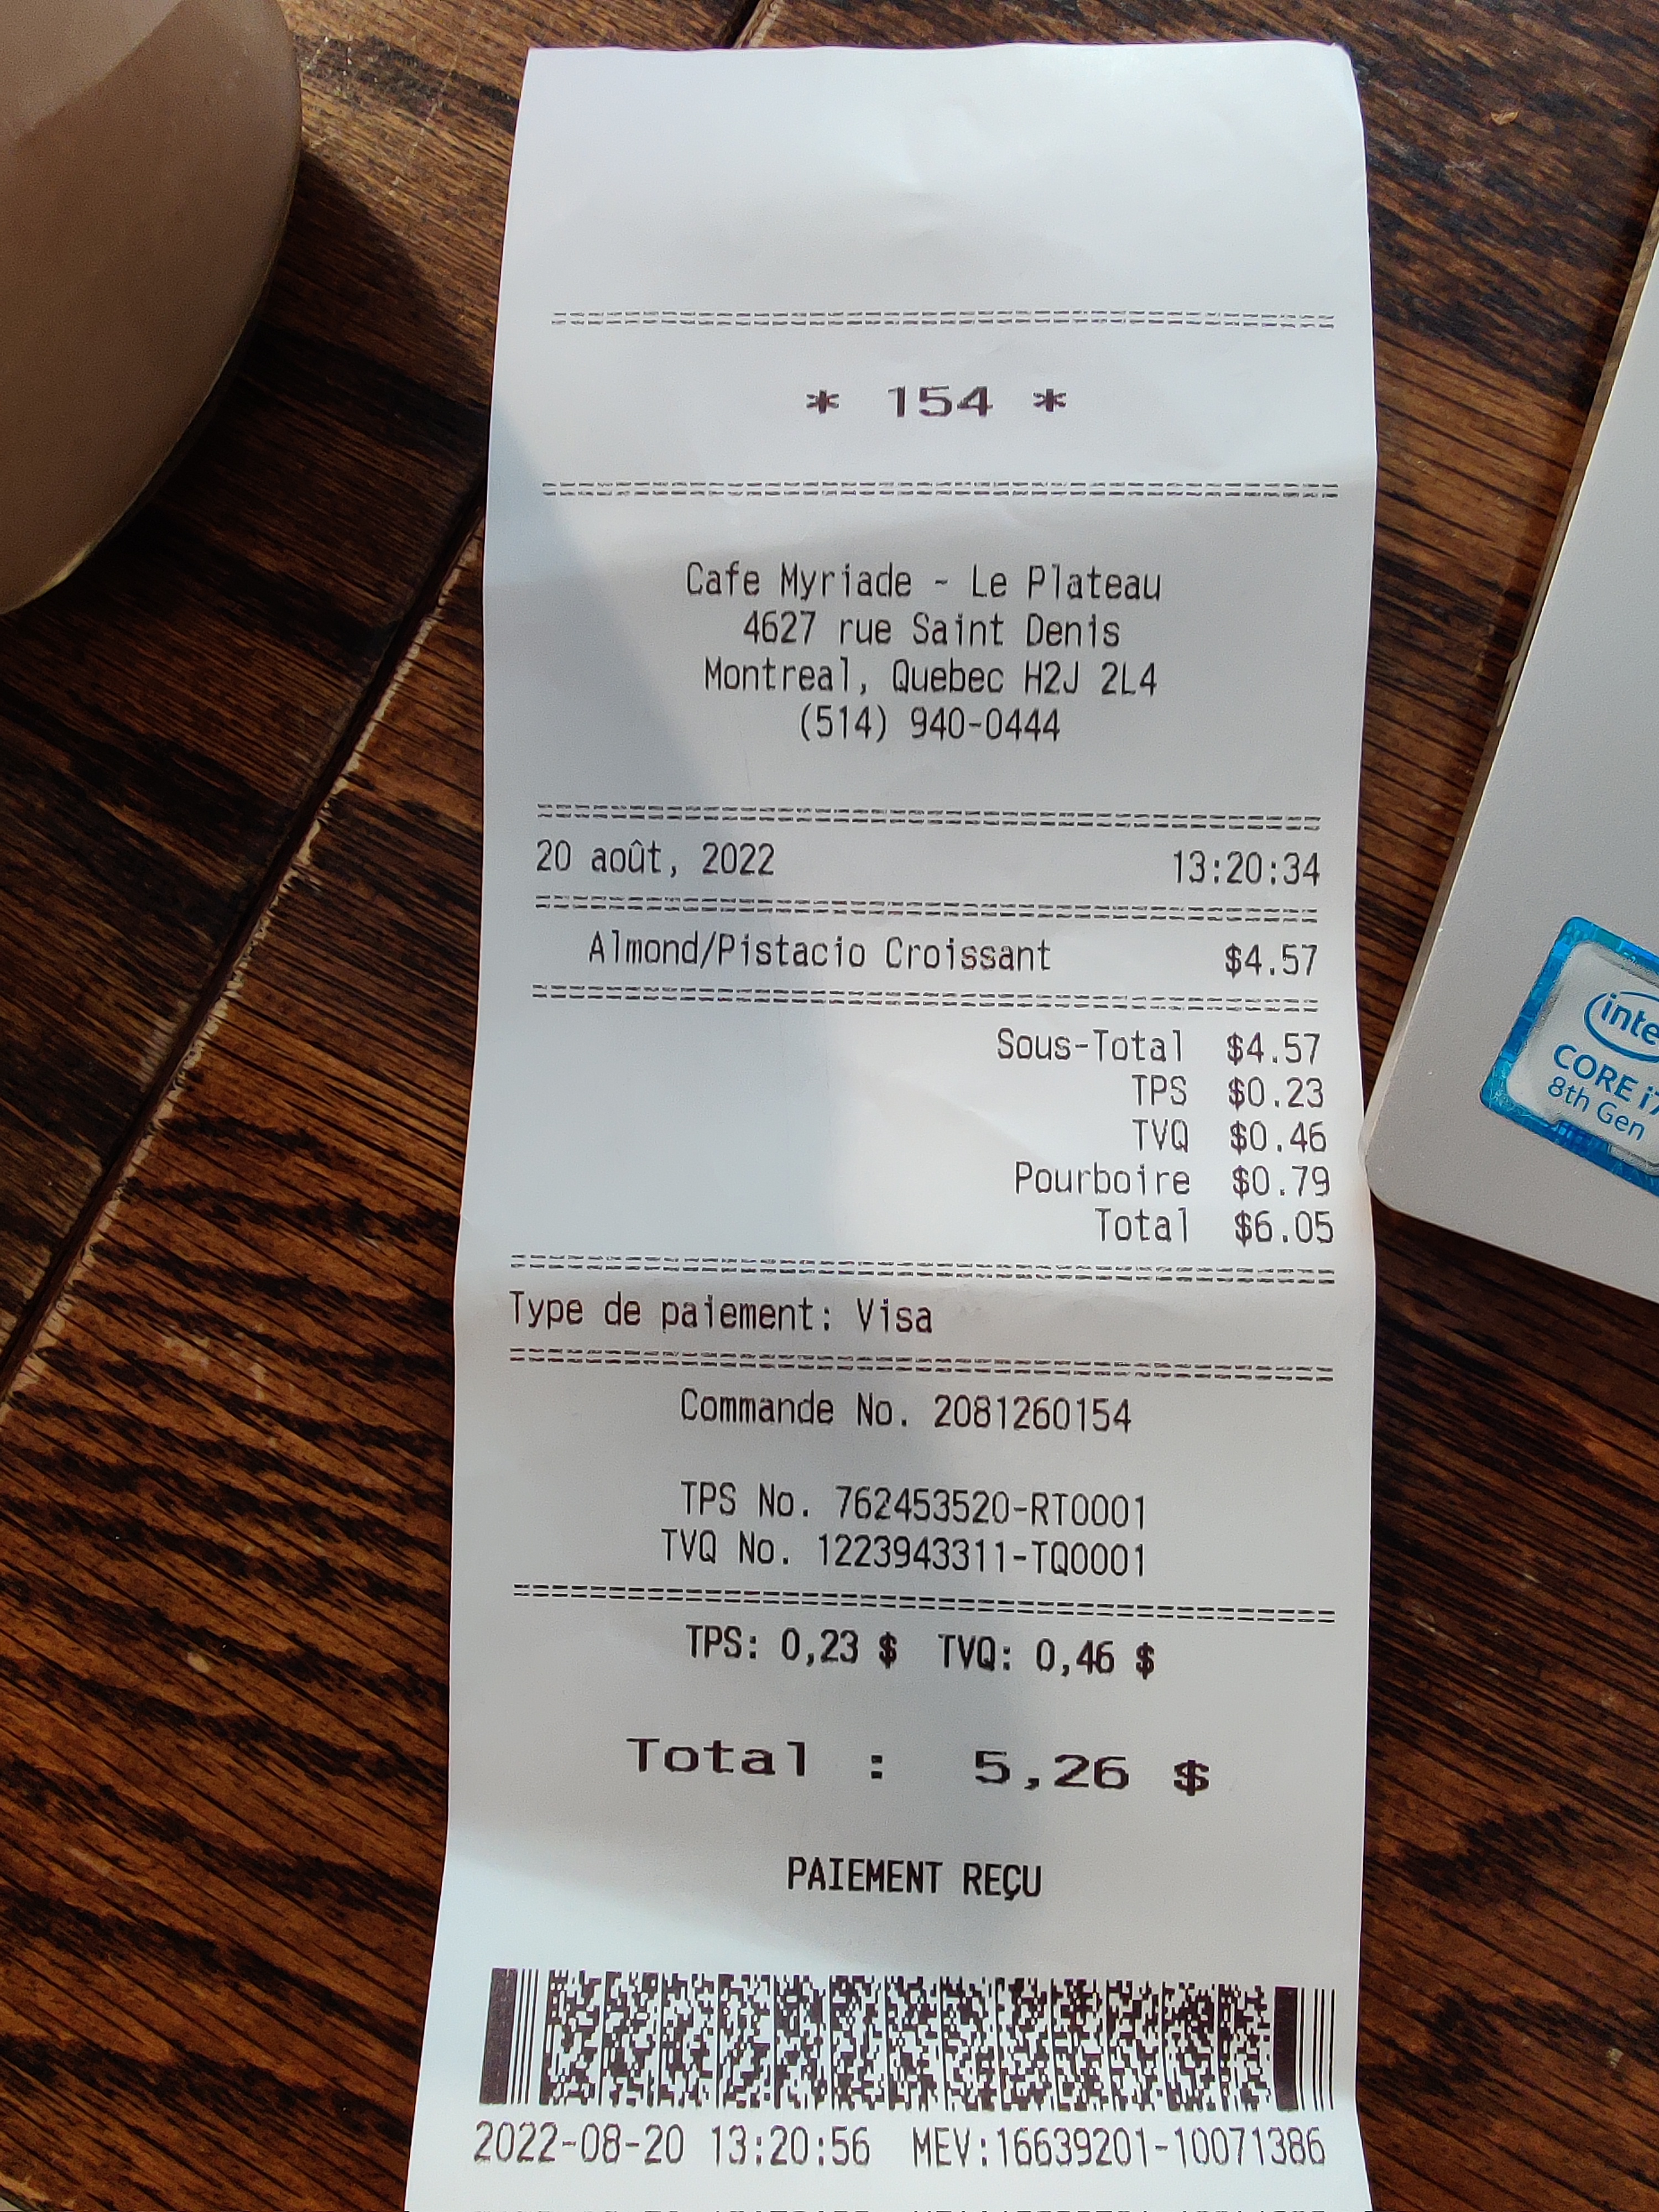 * 154 *
Cafe Myriade - Le Plateau
4627 rue Saint Denis
Montreal, Quebec H2J 2L4
(514) 940-0444
20 août, 2022 13:20:34
Almond/Pistacio Croissant $4.57
Sous-Total $4.57
TPS $0.23
TVQ $0.46
Pourboire $0.79
Total $6.05
Type de paiement: Visa
Commande No. 2081260154
TPS No. 762453520-RT0001
TVQ No. 1223943311-TQ0001
TPS: 0,23 $ TVQ: 0,46 $
Total : 5,26 $
PAIEMENT REÇU
2022-08-20 13:20:56 MEV:16639201-10071386
inte
CORE i7
8th Gen